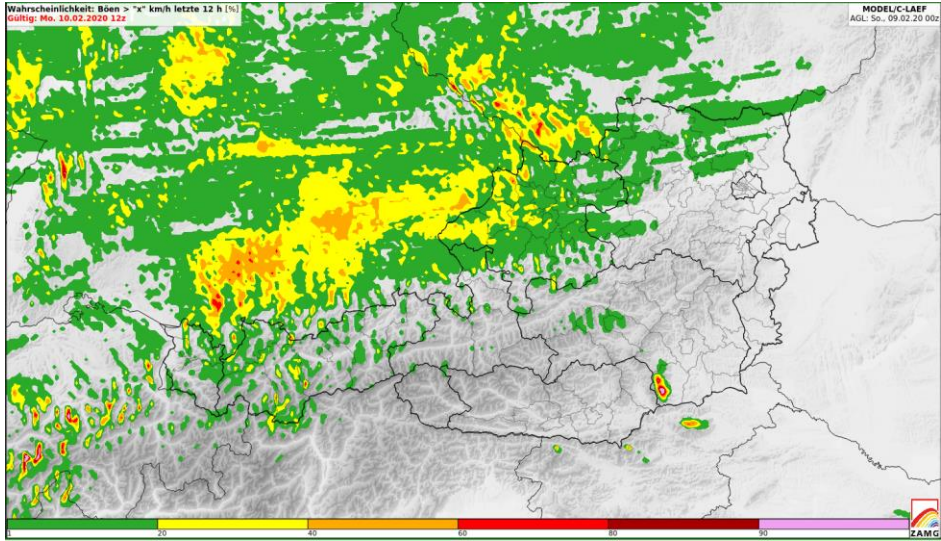 Wahrscheinlichkeit: Böen > "x" km/h letzte 12 h [%]
Gültig: Mo. 10.02.2020 12z
MODEL/C-LAEF
AGL: So., 09.02.20 00z
1 20 40 60 80 90
ZAMG